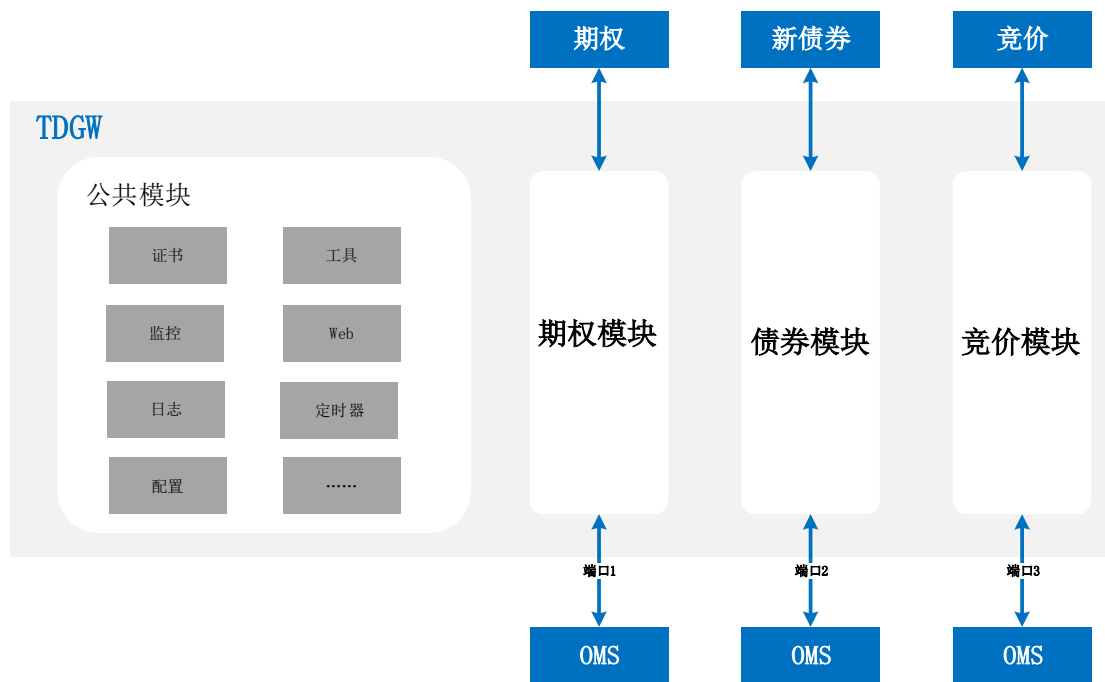 期权
新债券
竞价
TDGW
公共模块
证书
工具
监控
Web
日志
定时器
配置
……
期权模块
债券模块
竞价模块
端口1
端口2
端口3
OMS
OMS
OMS